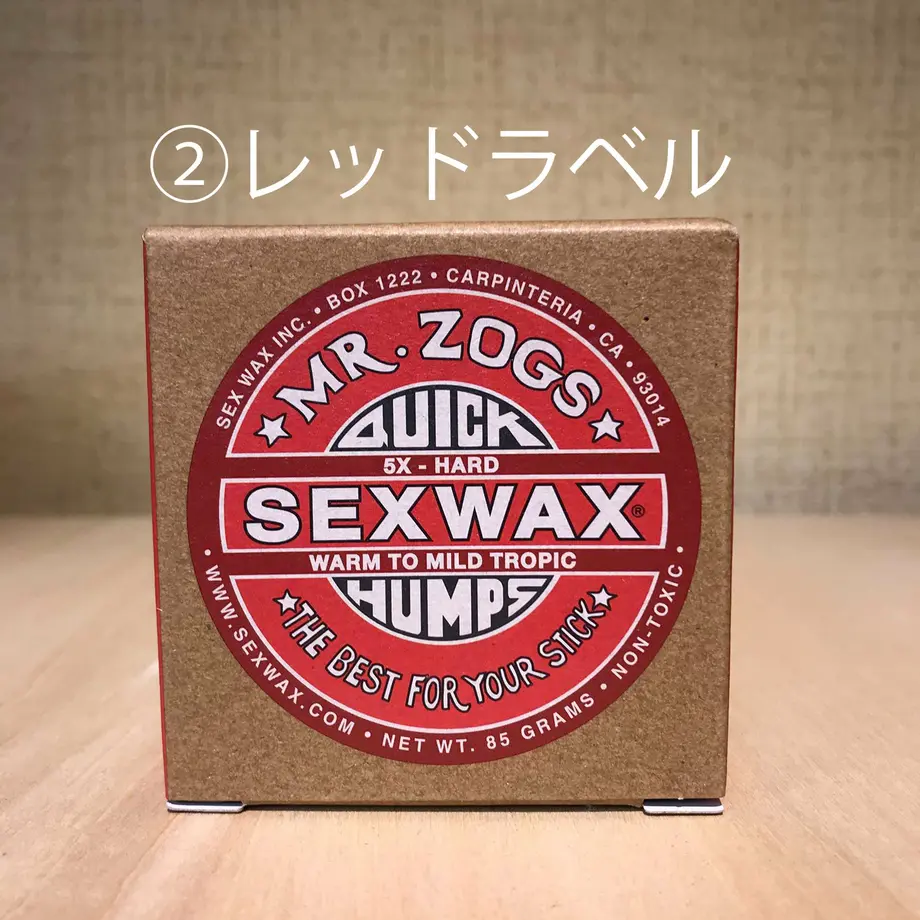 ②レッドラベル
SEX WAX INC. • BOX 1222 • CARPINTERIA • CA • 93014
★MR. ZOGS★
QUICK
5X - HARD
SEXWAX®
WARM TO MILD TROPIC
HUMPS
★THE BEST FOR YOUR STICK★
• WWW.SEXWAX.COM • NET WT. 85 GRAMS • NON-TOXIC •